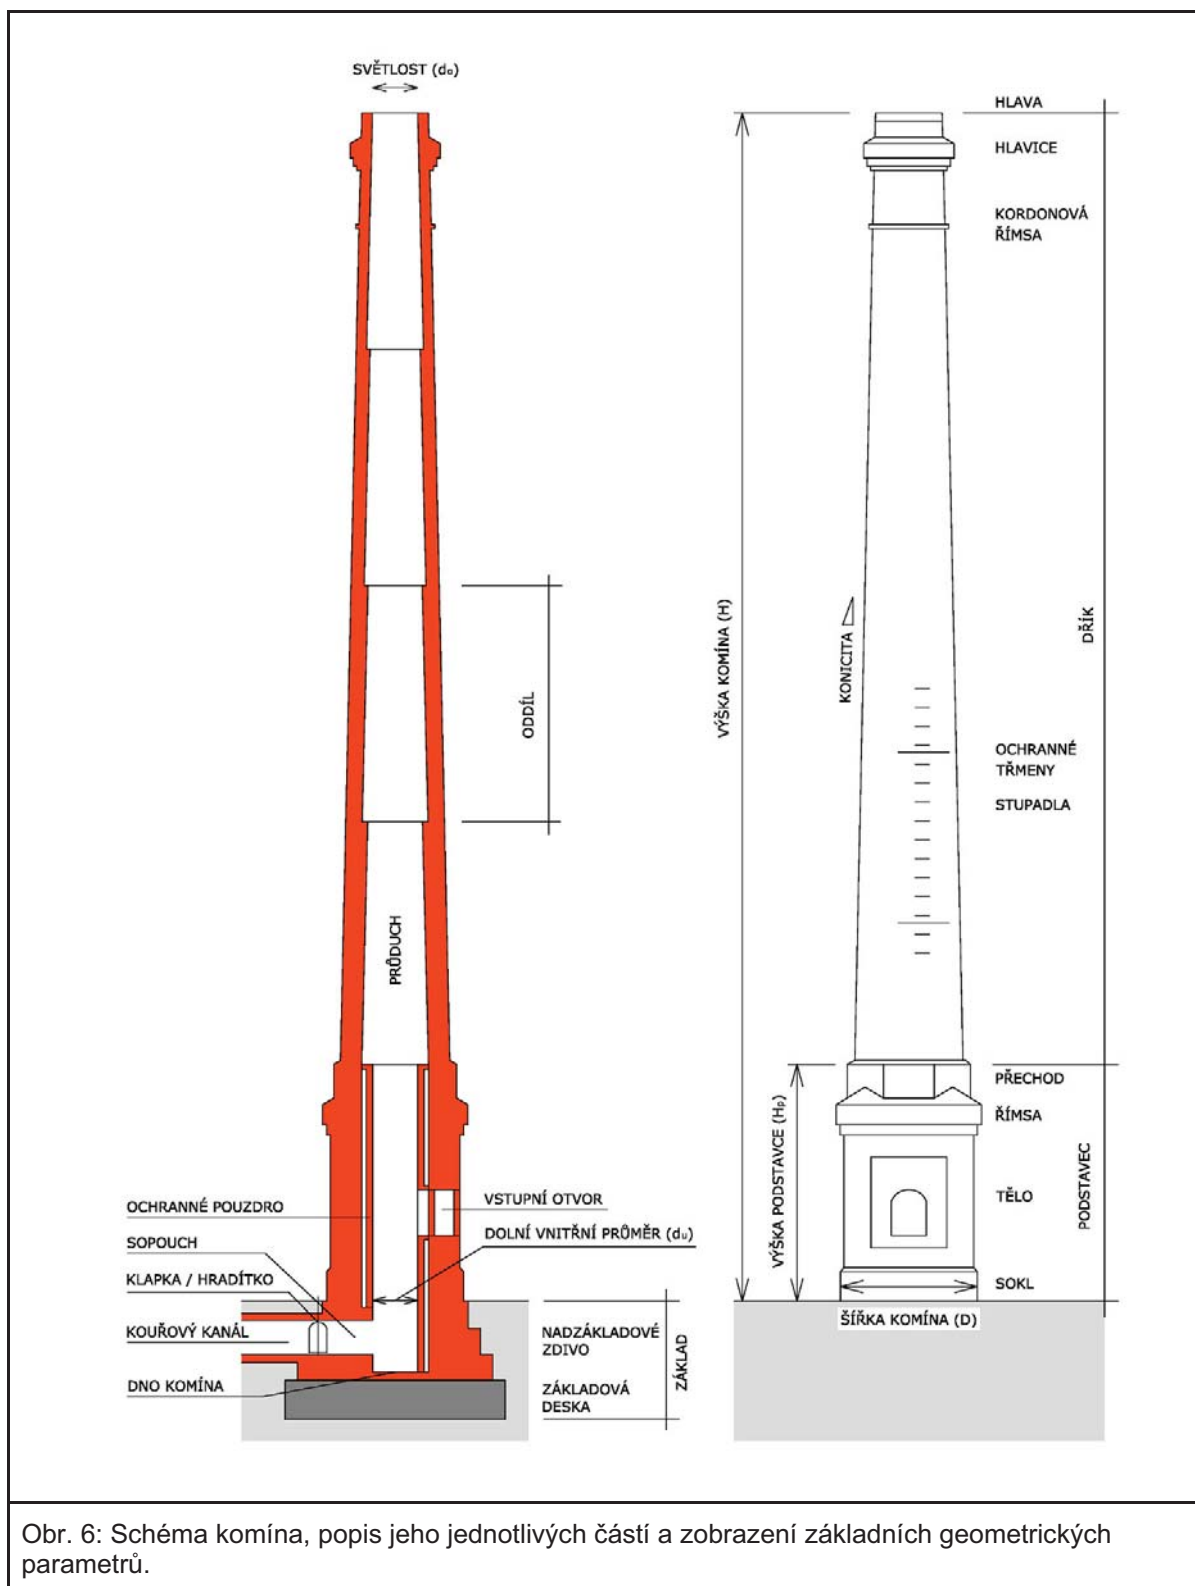 SVĚTLOST (dₒ)
ODDÍL
PRŮDUCH
OCHRANNÉ POUZDRO
SOPOUCH
KLAPKA / HRADÍTKO
KOUŘOVÝ KANÁL
DNO KOMÍNA
VSTUPNÍ OTVOR
DOLNÍ VNITŘNÍ PRŮMĚR (dᵤ)
NADZÁKLADOVÉ
ZDIVO
ZÁKLADOVÁ
DESKA
ZÁKLAD
VÝŠKA KOMÍNA (H)
VÝŠKA PODSTAVCE (Hₚ)
KONICITA
HLAVA
HLAVICE
KORDONOVÁ
ŘÍMSA
OCHRANNÉ
TŘMENY
STUPADLA
DŘÍK
PŘECHOD
ŘÍMSA
TĚLO
SOKL
PODSTAVEC
ŠÍŘKA KOMÍNA (D)
Obr. 6: Schéma komína, popis jeho jednotlivých částí a zobrazení základních geometrických
parametrů.